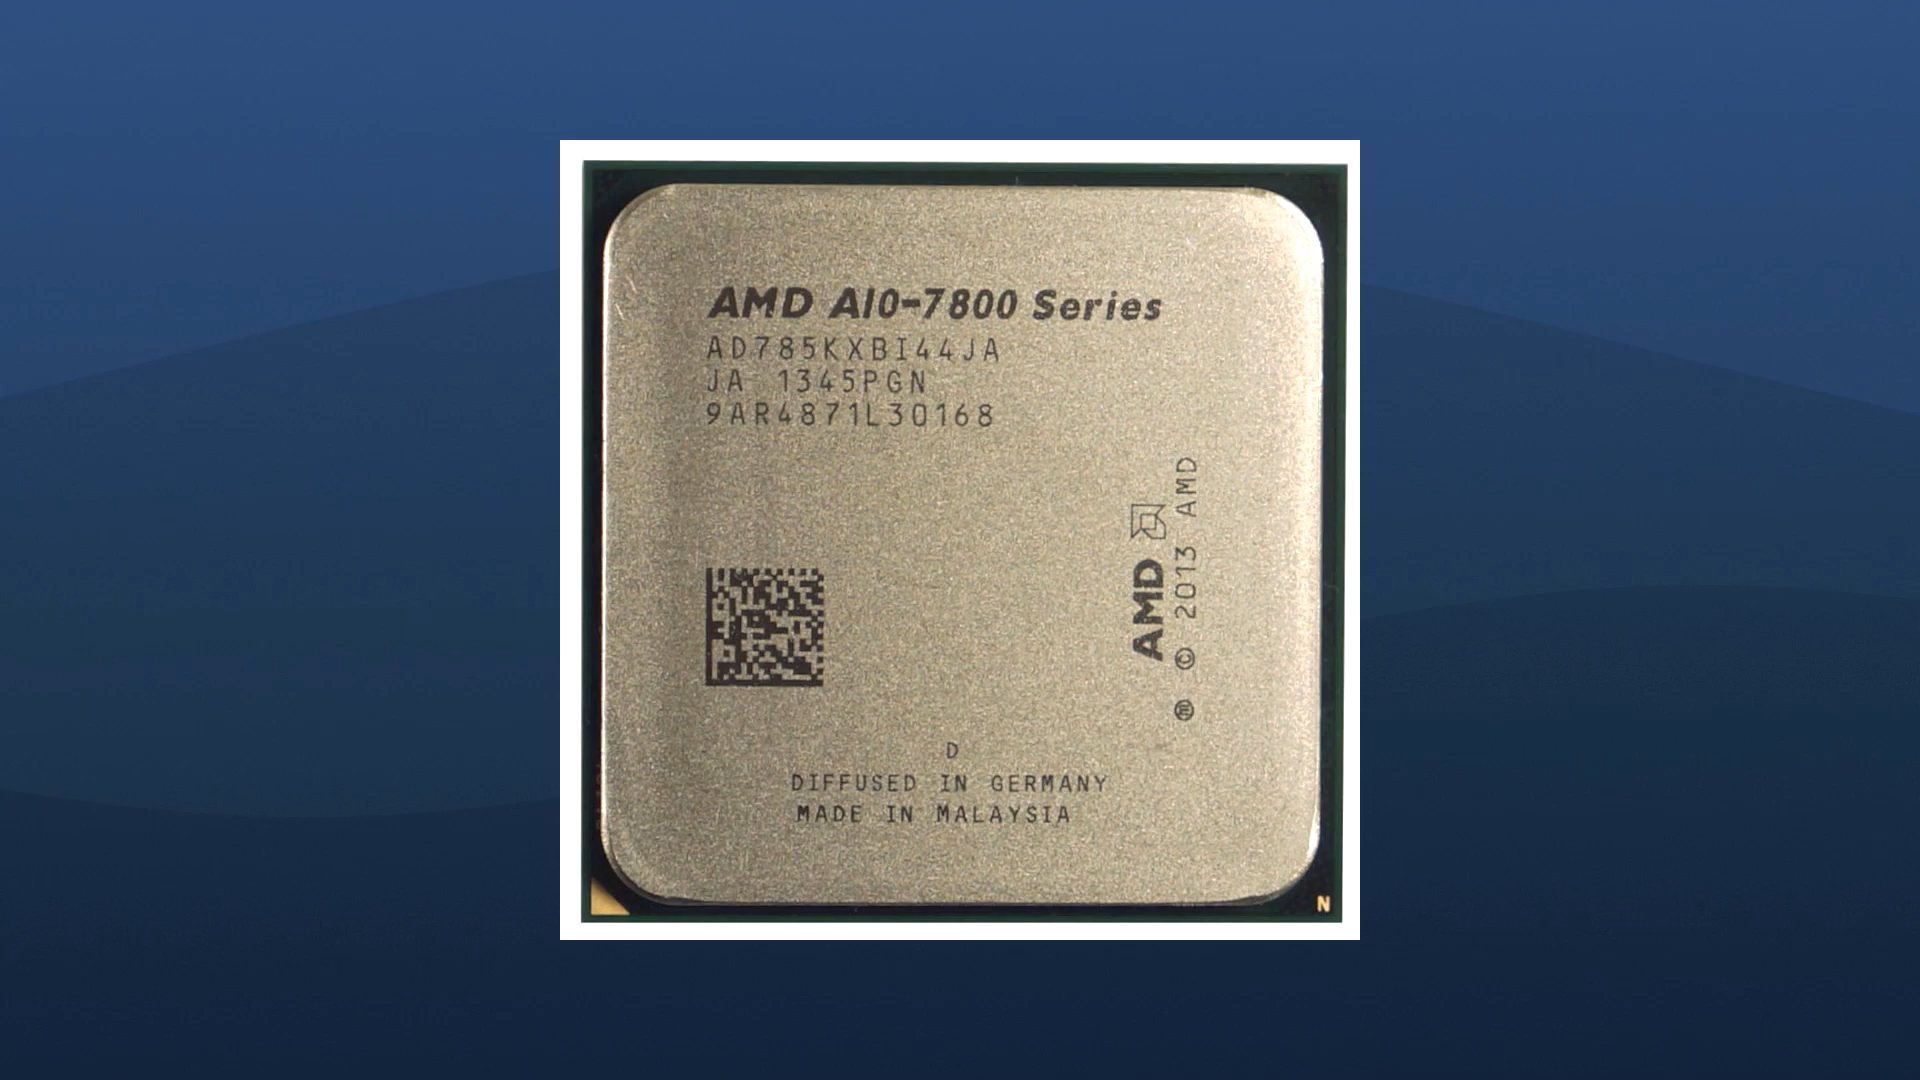 AMD A10-7800 Series
AD785KXBI44JA
JA 1345PGN
9AR4871L30168
AMD
® © 2013 AMD
D
DIFFUSED IN GERMANY
MADE IN MALAYSIA
N